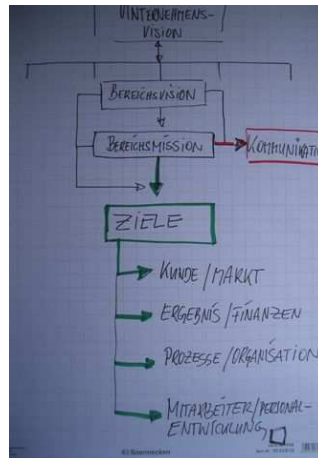 UNTERNEHMENS-
VISION
BEREICHSVISION
BEREICHSMISSION
KOMMUNIKATI
ZIELE
KUNDE/MARKT
ERGEBNIS/FINANZEN
PROZESSE/ORGANISATION
MITARBEITER/PERSONAL-
ENTWICKLUNG